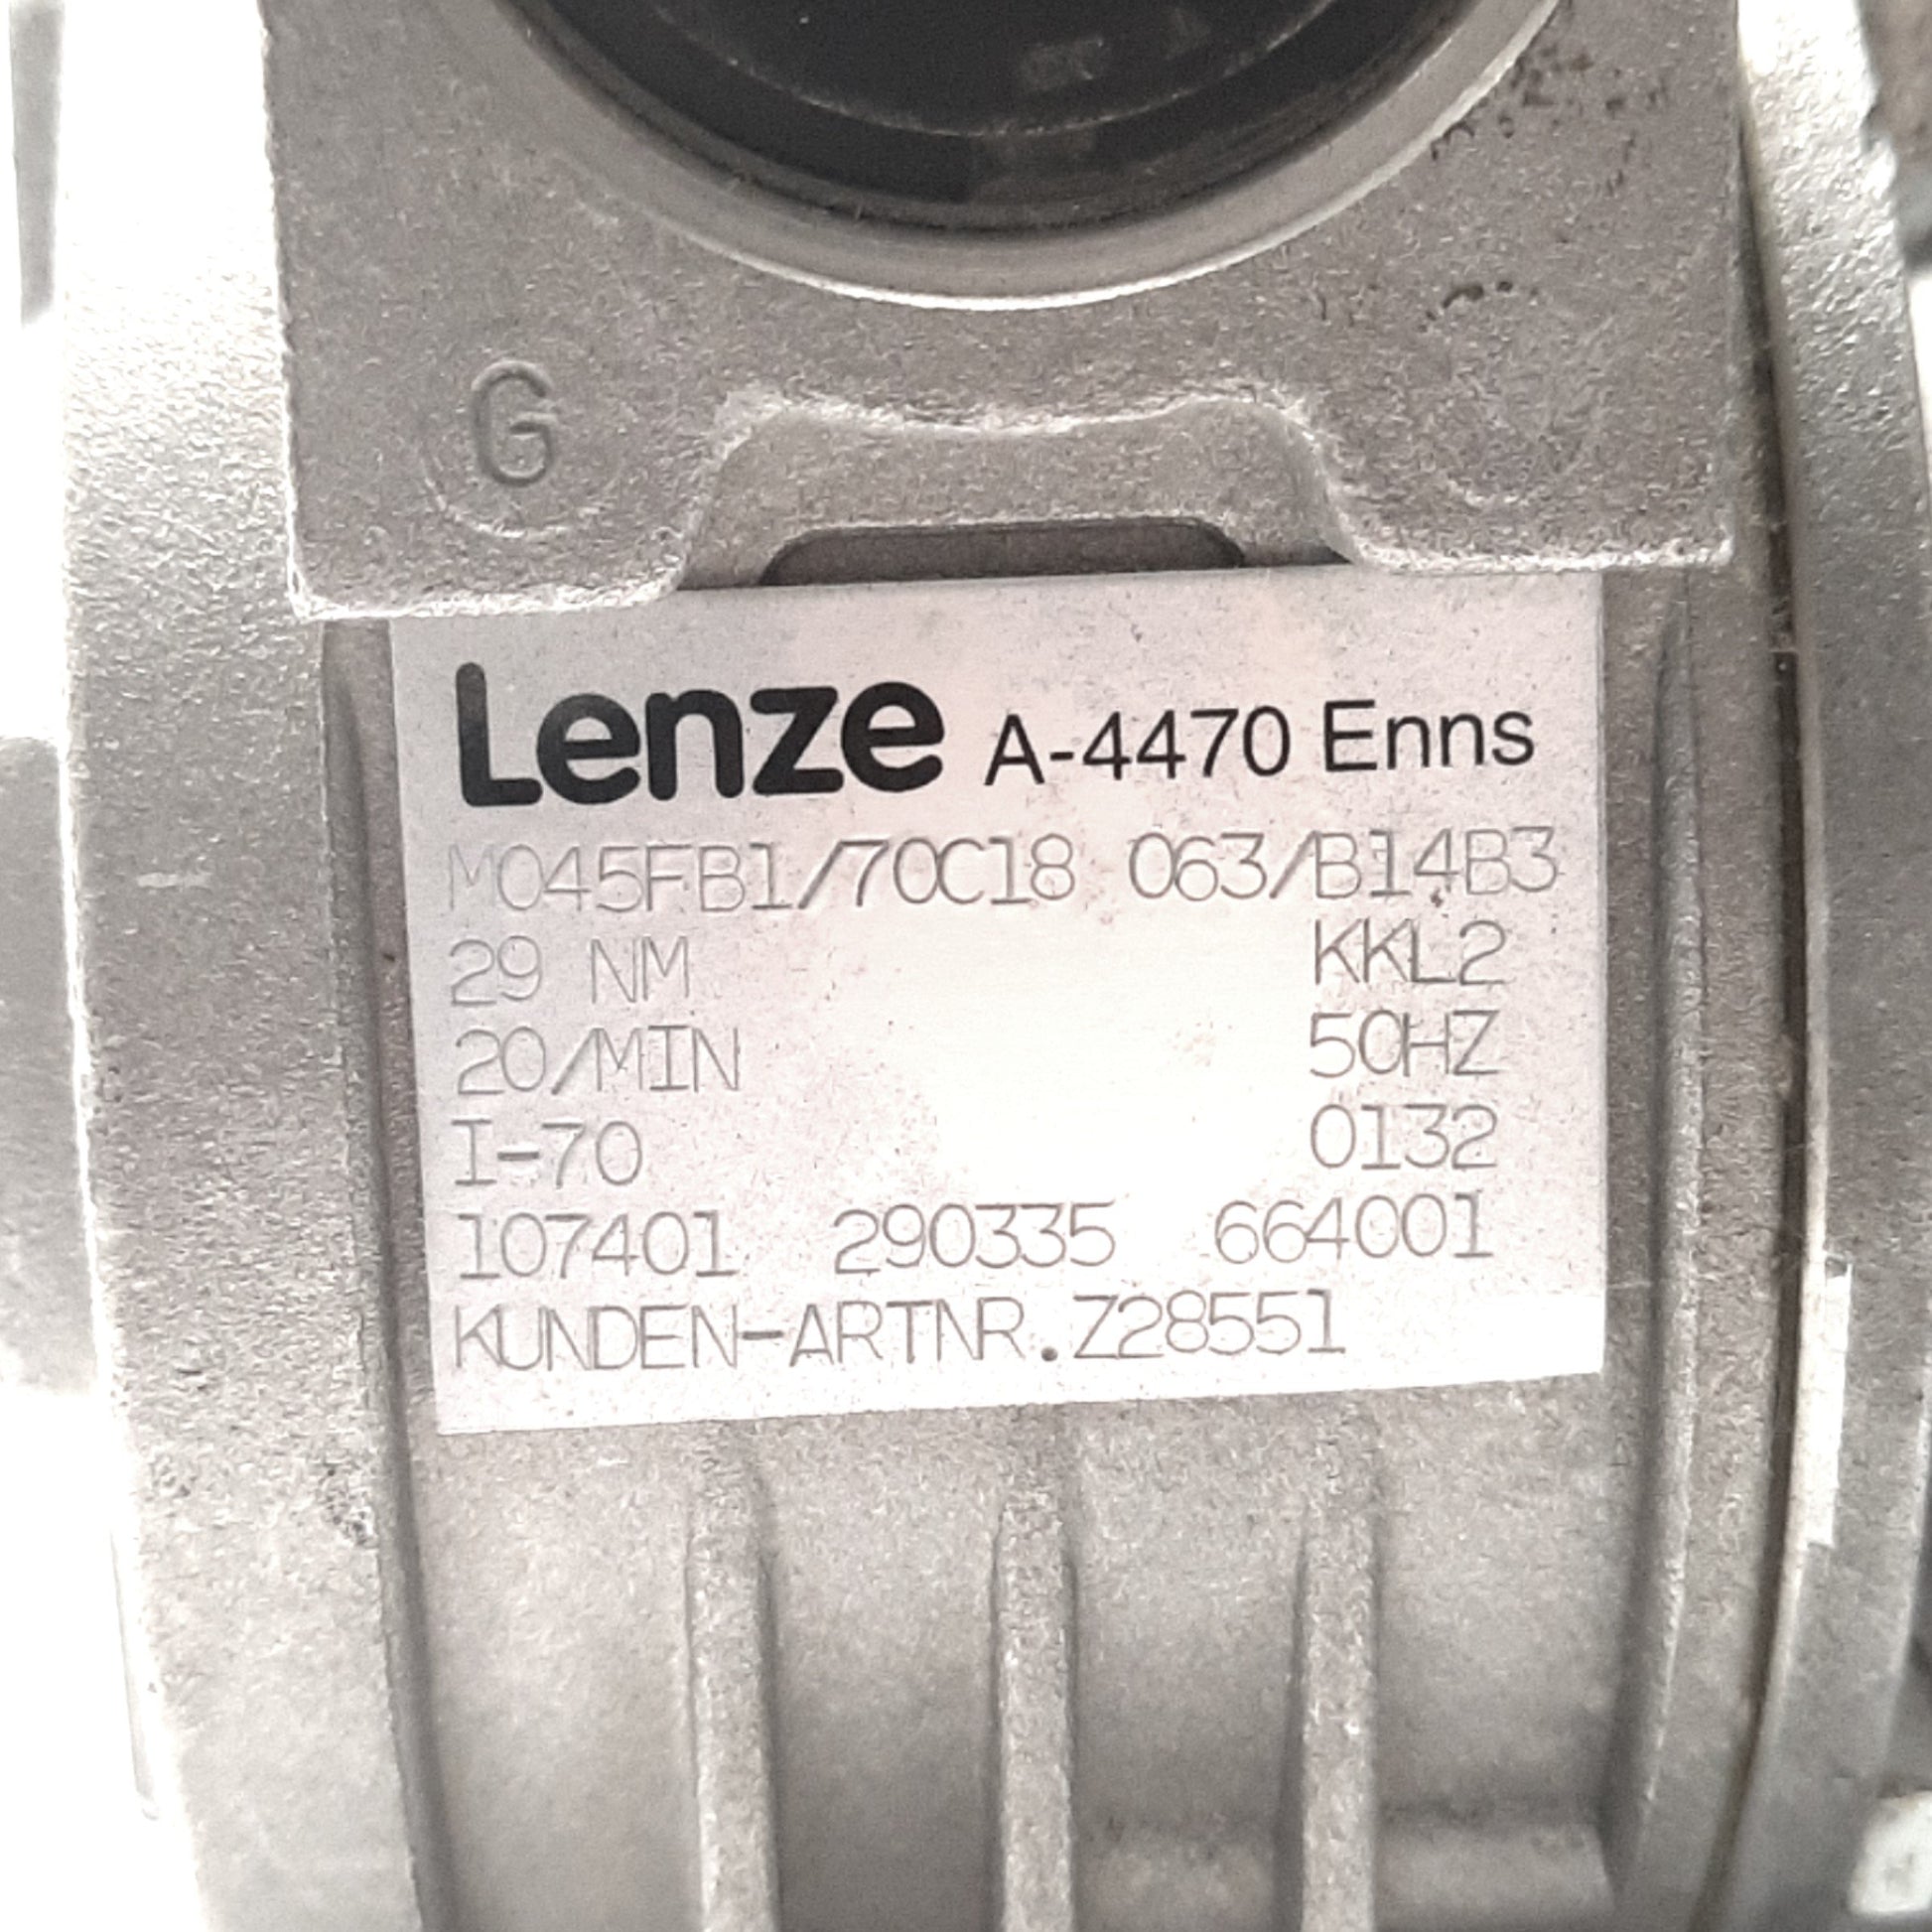 G
Lenze A-4470 Enns
MO45FB1/70C18 063/B14B3
29 NM KKL2
20/MIN 50HZ
I-70 0132
107401 290335 664001
KUNDEN-ARTNR.Z28551